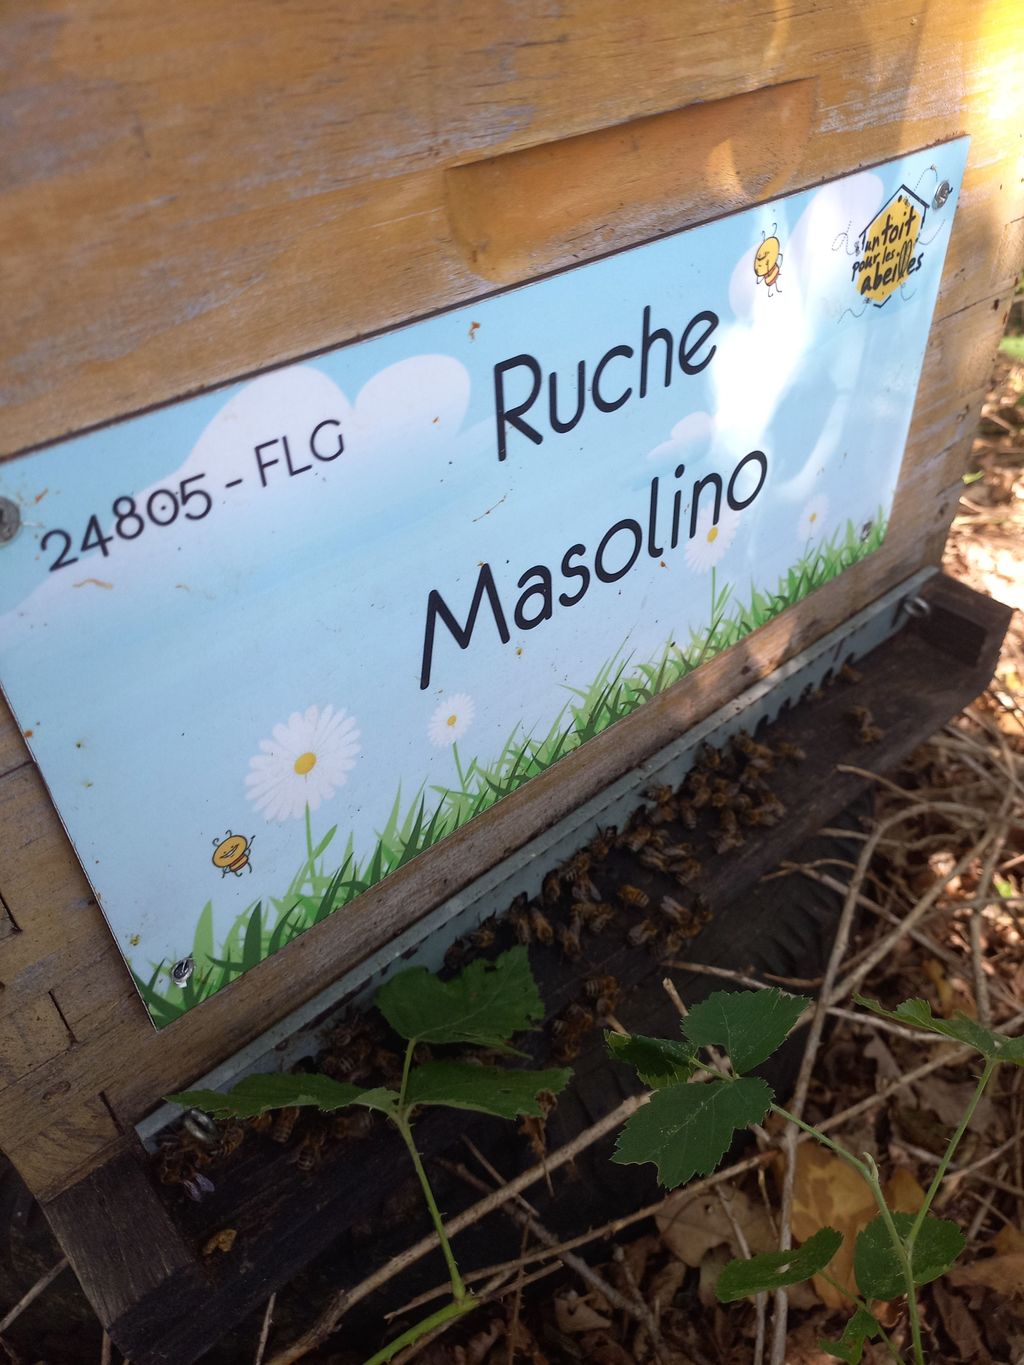 24805 - FLG
Ruche
Masolino
un toit
pour les
abeilles